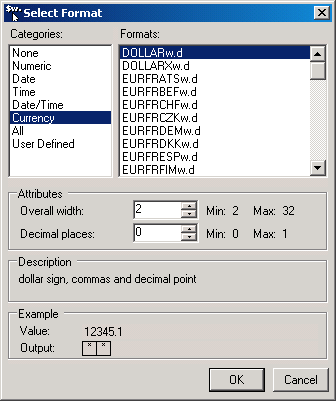 $w. Select Format
Categories:
Formats:
None
Numeric
Date
Time
Date/Time
Currency
All
User Defined
DOLLARw.d
DOLLARXw.d
EURFRATSw.d
EURFRBEFw.d
EURFRCHFw.d
EURFRCZKw.d
EURFRDEMw.d
EURFRDKKw.d
EURFRESPw.d
EURFRFIMw.d
Attributes
Overall width: 2 Min: 2 Max: 32
Decimal places: 0 Min: 0 Max: 1
Description
dollar sign, commas and decimal point
Example
Value: 12345.1
Output: **
OK Cancel